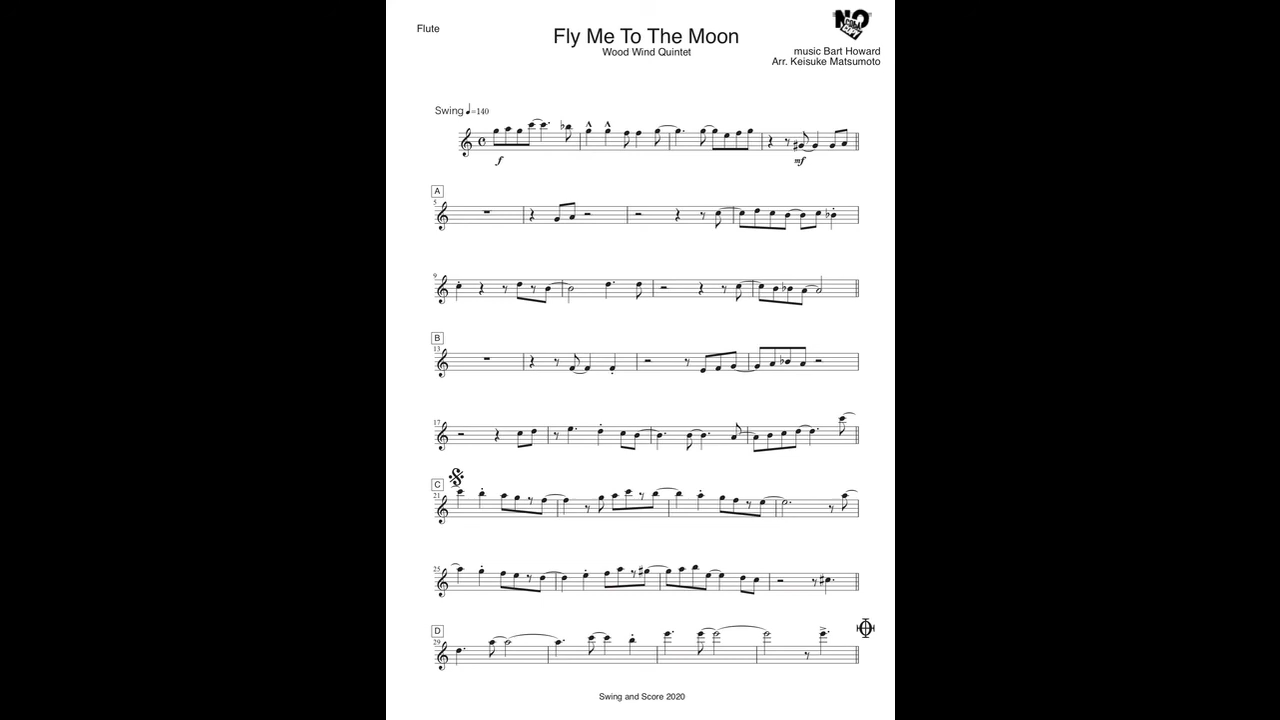 Flute
Fly Me To The Moon
Wood Wind Quintet
music Bart Howard
Arr. Keisuke Matsumoto
Swing ♩=140
f
mf
A
5
9
B
13
17
C
21
25
D
29
Swing and Score 2020